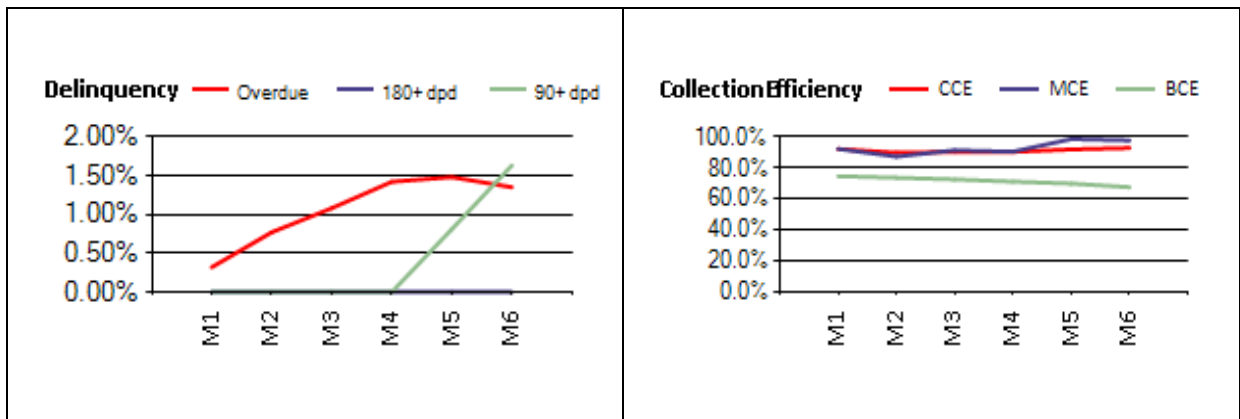 Delinquency Overdue 180+ dpd 90+ dpd
2.00%
1.50%
1.00%
0.50%
0.00%
M1 M2 M3 M4 M5 M6
Collection Efficiency CCE MCE BCE
100.0%
80.0%
60.0%
40.0%
20.0%
0.0%
M1 M2 M3 M4 M5 M6